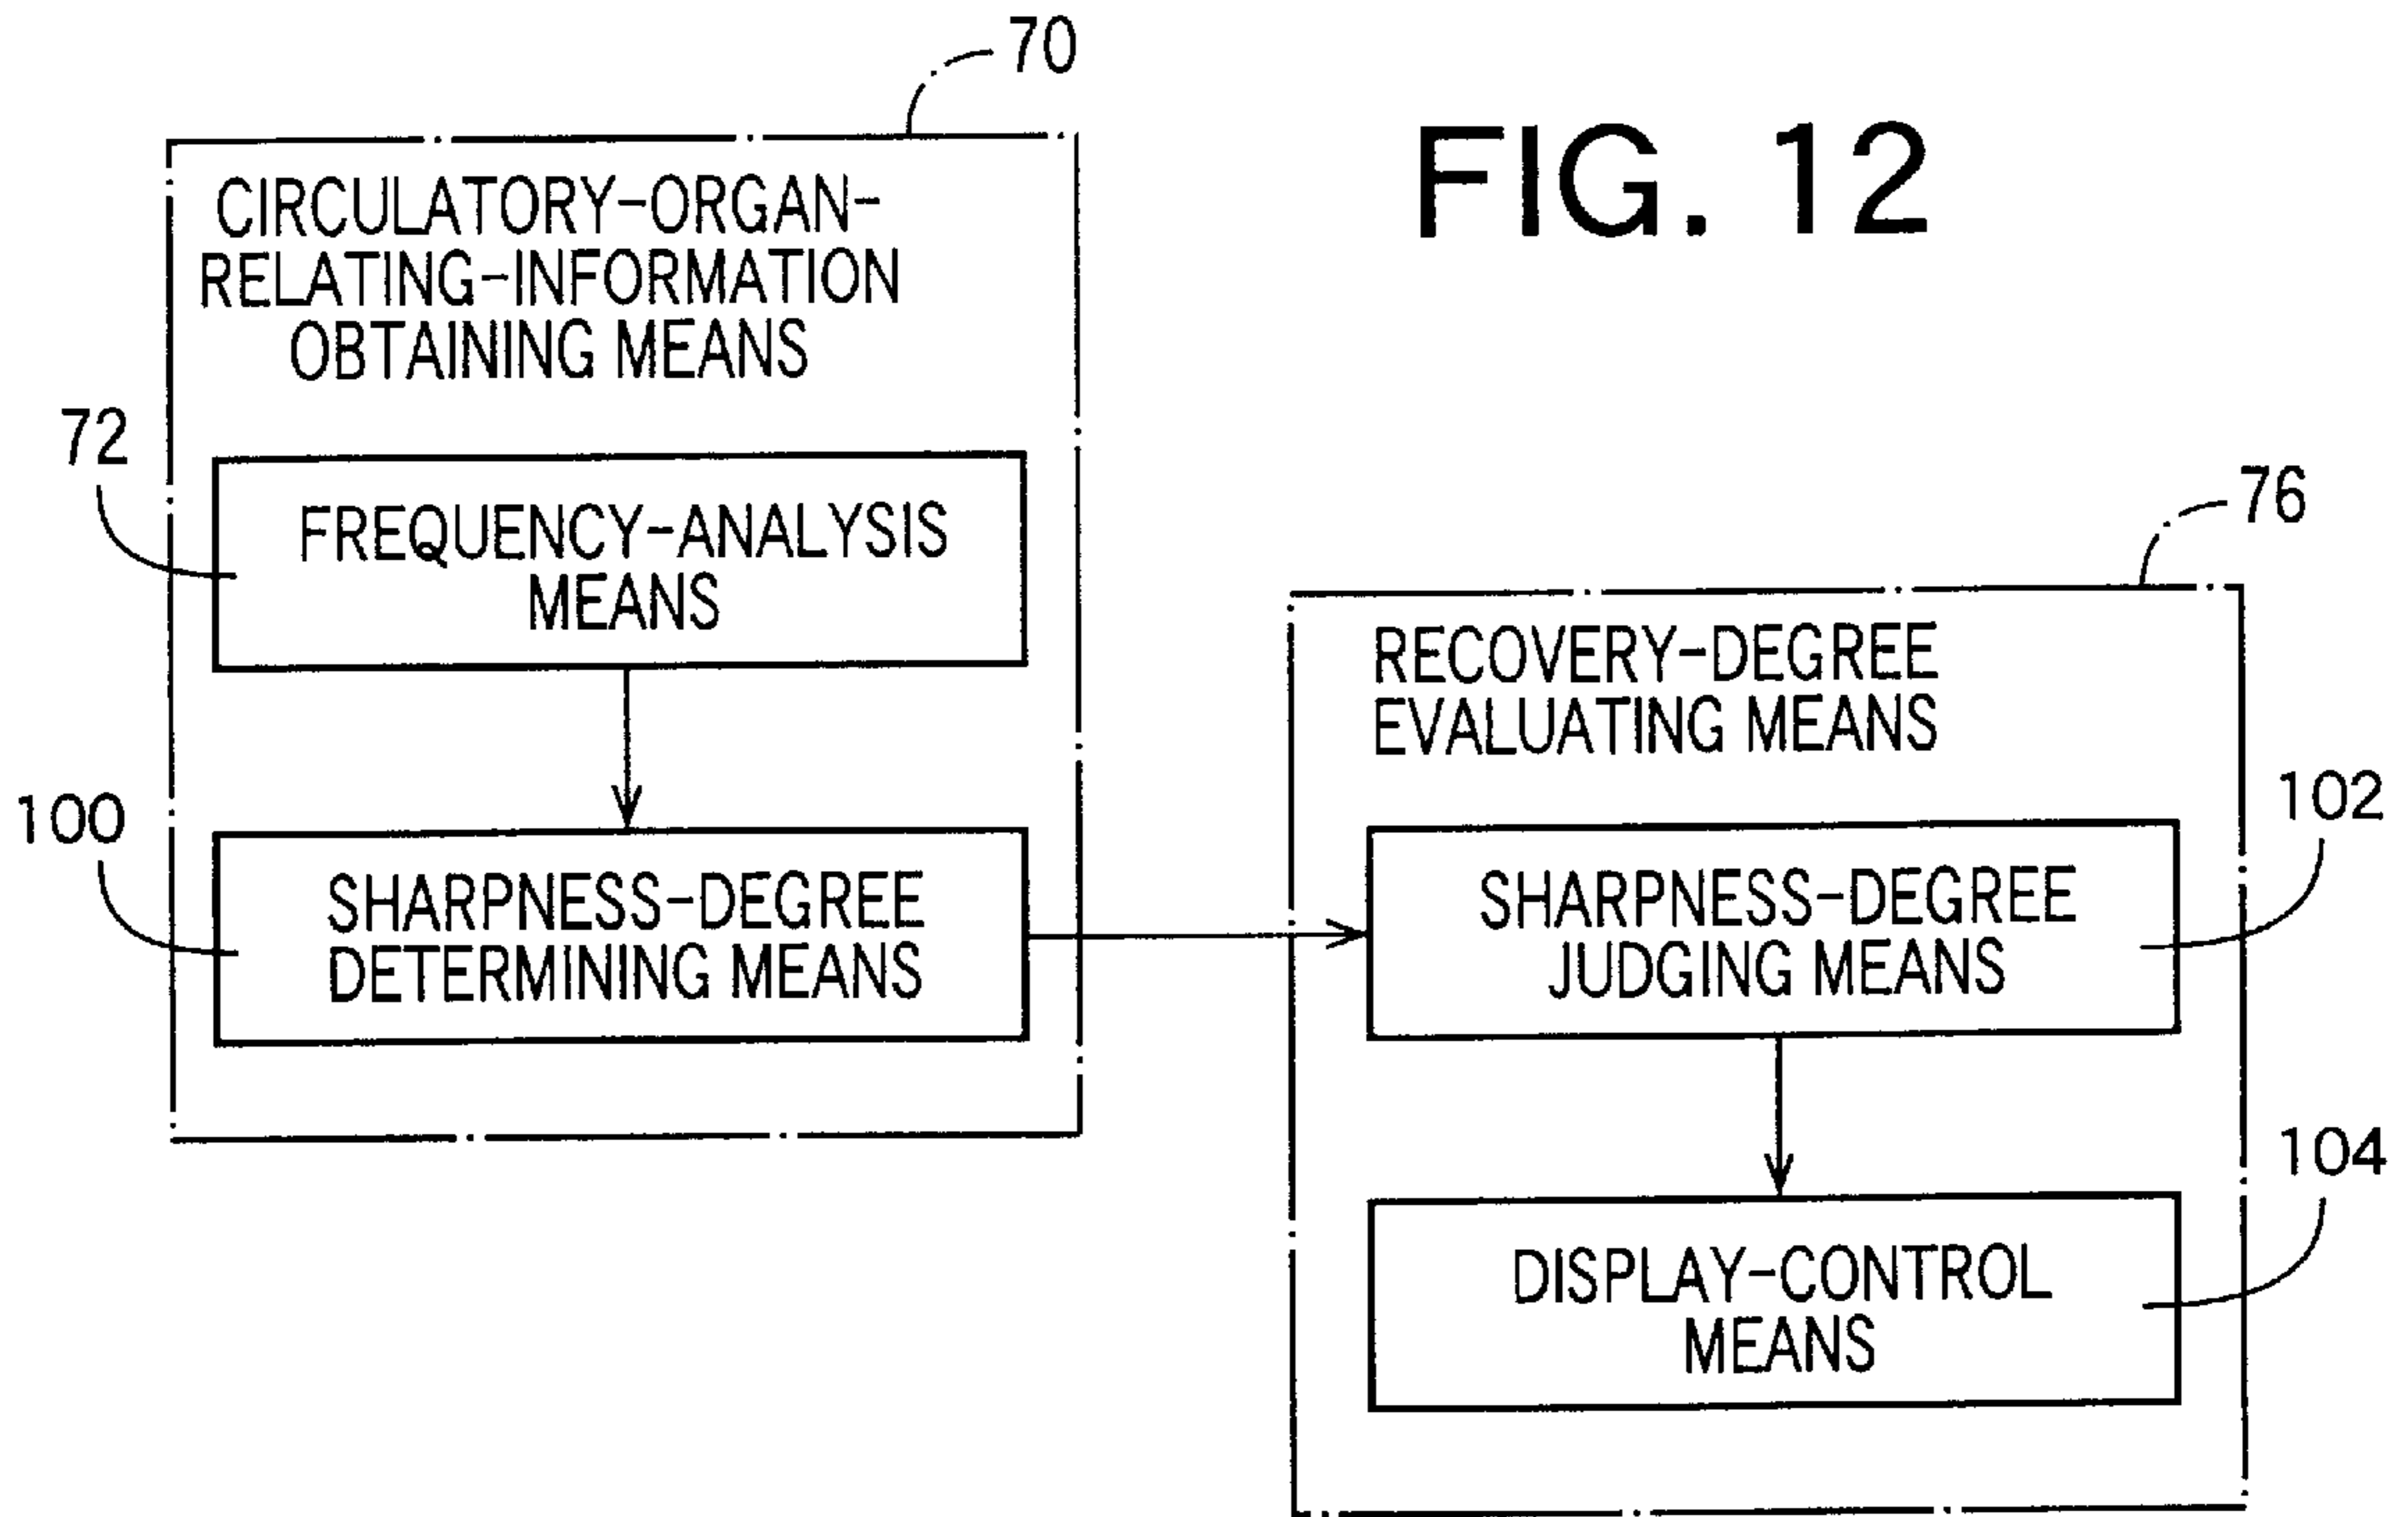 70
FIG. 12
CIRCULATORY-ORGAN-
RELATING-INFORMATION
OBTAINING MEANS
72
FREQUENCY-ANALYSIS
MEANS
76
RECOVERY-DEGREE
EVALUATING MEANS
100
SHARPNESS-DEGREE
DETERMINING MEANS
102
SHARPNESS-DEGREE
JUDGING MEANS
104
DISPLAY-CONTROL
MEANS